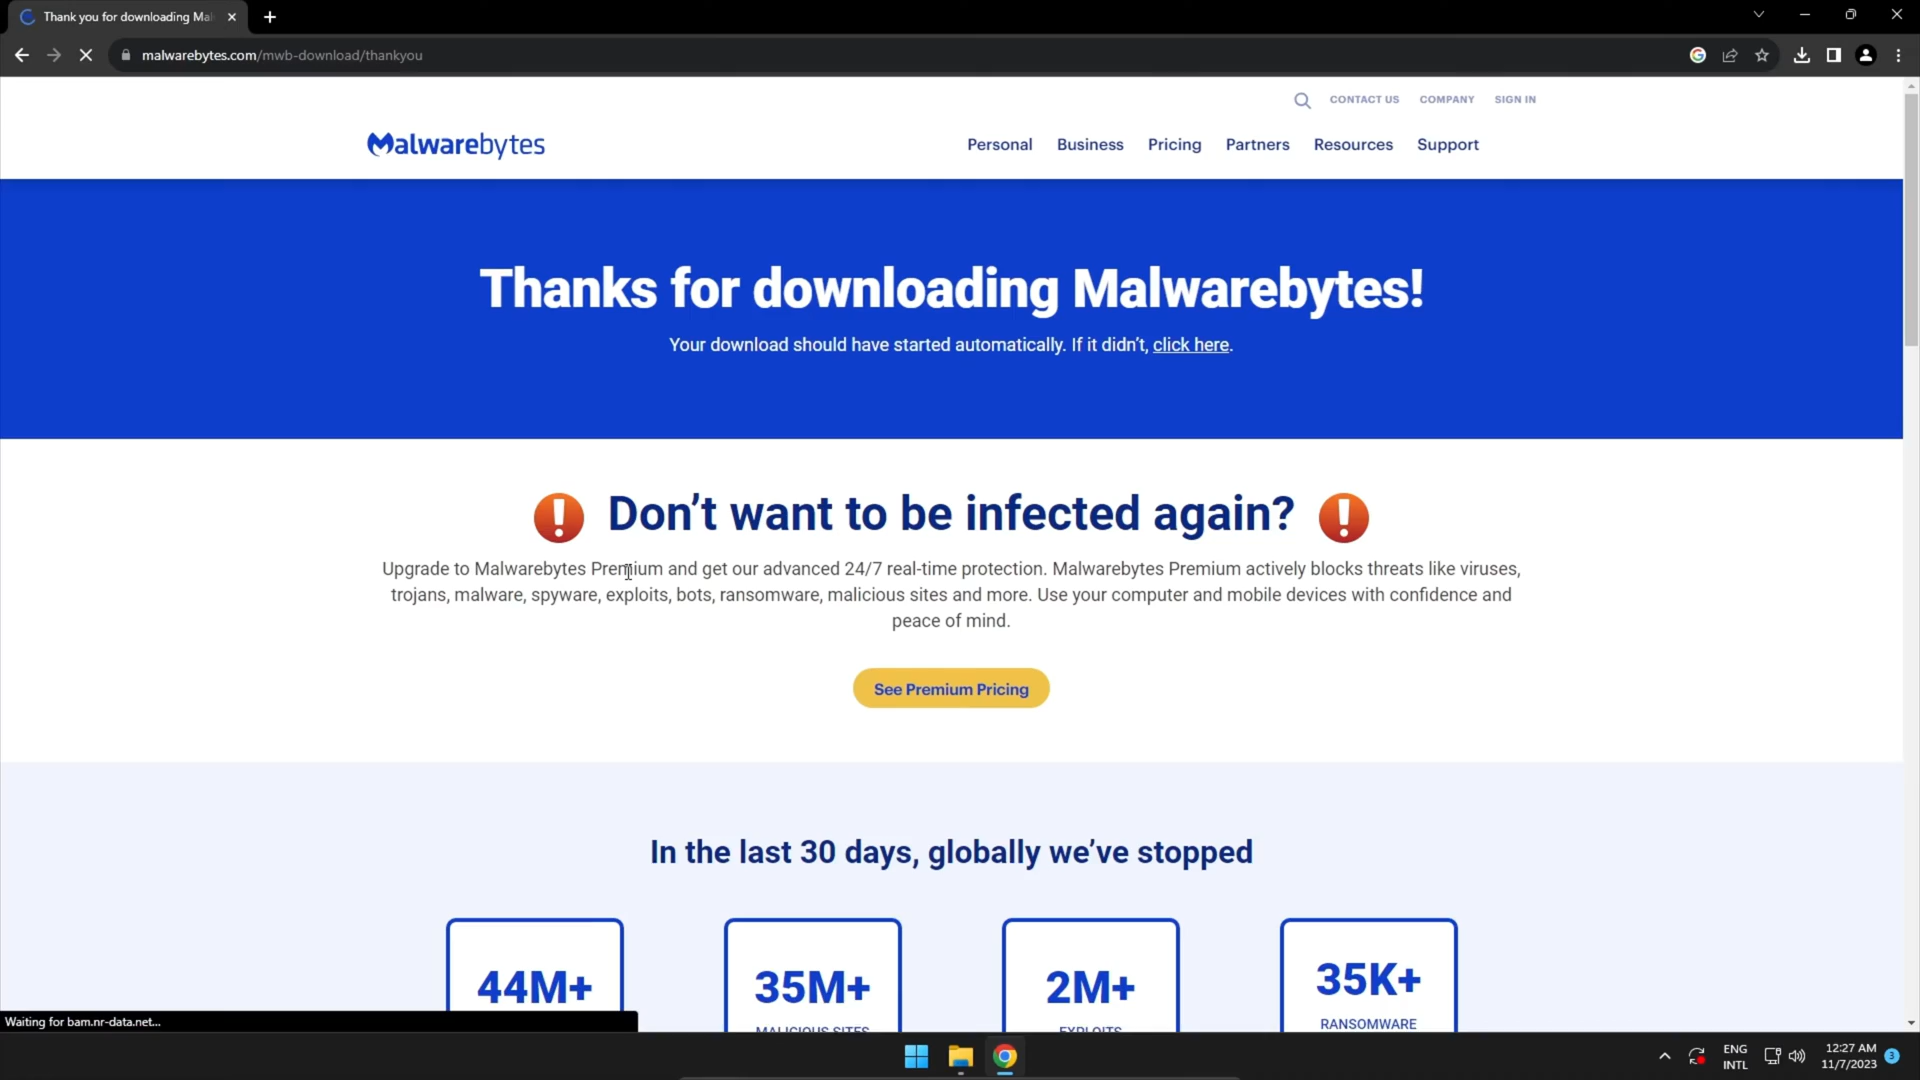 Thank you for downloading Mal
malwarebytes.com/mwb-download/thankyou
CONTACT US COMPANY SIGN IN
Malwarebytes
Personal Business Pricing Partners Resources Support
Thanks for downloading Malwarebytes!
Your download should have started automatically. If it didn't, click here.
Don't want to be infected again?
Upgrade to Malwarebytes Premium and get our advanced 24/7 real-time protection. Malwarebytes Premium actively blocks threats like viruses,
trojans, malware, spyware, exploits, bots, ransomware, malicious sites and more. Use your computer and mobile devices with confidence and
peace of mind.
See Premium Pricing
In the last 30 days, globally we've stopped
44M+ 35M+ 2M+ 35K+
MALICIOUS SITES EXPLOITS RANSOMWARE
Waiting for bam.nr-data.net...
ENG
INTL
12:27 AM
11/7/2023
3